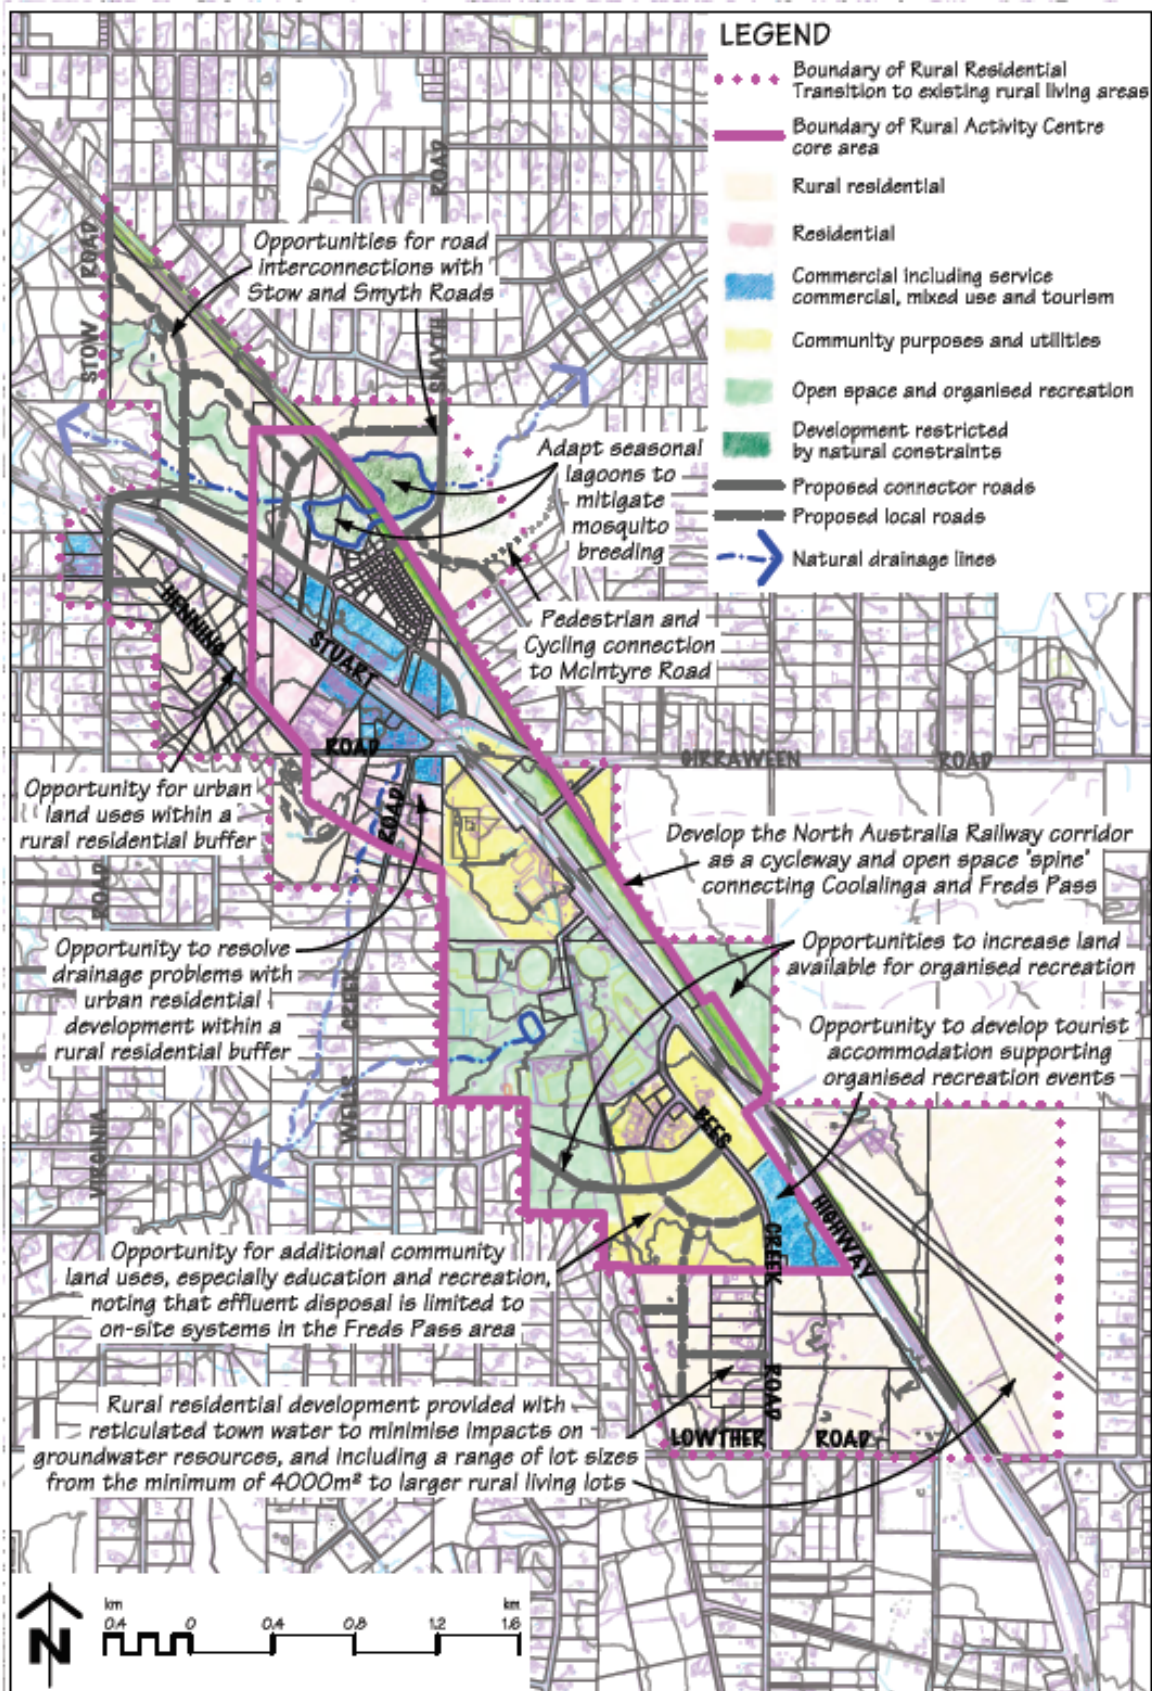 LEGEND
Boundary of Rural Residential
Transition to existing rural living areas
Boundary of Rural Activity Centre
core area
Rural residential
Residential
Commercial including service
commercial, mixed use and tourism
Community purposes and utilities
Open space and organised recreation
Development restricted
by natural constraints
Proposed connector roads
Proposed local roads
Natural drainage lines
ROAD
SMYTH
STOW ROAD
Opportunities for road
interconnections with
Stow and Smyth Roads
Adapt seasonal
lagoons to
mitigate
mosquito
breeding
Pedestrian and
Cycling connection
to McIntyre Road
HENNING
STUART
ROAD
GIRRAWEEN ROAD
ROAD
Opportunity for urban
land uses within a
rural residential buffer
Develop the North Australia Railway corridor
as a cycleway and open space 'spine'
connecting Coolalinga and Freds Pass
ROAD
Opportunity to resolve
drainage problems with
urban residential
development within a
rural residential buffer
Opportunities to increase land
available for organised recreation
Opportunity to develop tourist
accommodation supporting
organised recreation events
WELLS CREEK
VIRGINIA
BEES
CREEK
HIGHWAY
Opportunity for additional community
land uses, especially education and recreation,
noting that effluent disposal is limited to
on-site systems in the Freds Pass area
ROAD
Rural residential development provided with
reticulated town water to minimise impacts on
groundwater resources, and including a range of lot sizes
from the minimum of 4000m² to larger rural living lots
LOWTHER ROAD
N
km km
0.4 0 0.4 0.8 1.2 1.6